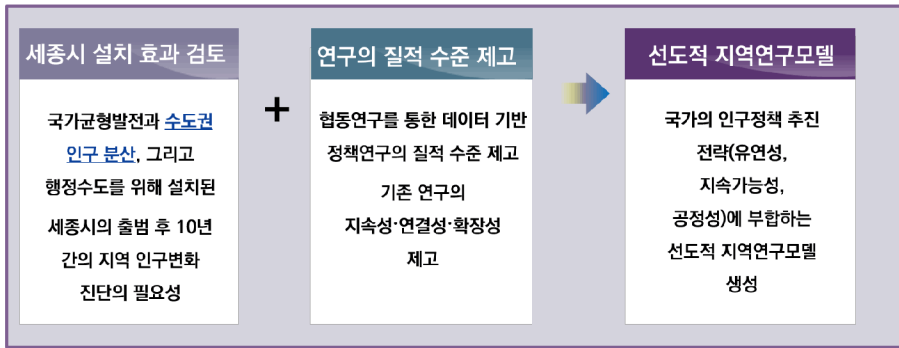 세종시 설치 효과 검토
국가균형발전과 수도권
인구 분산, 그리고
행정수도를 위해 설치된
세종시의 출범 후 10년
간의 지역 인구변화
진단의 필요성
+
연구의 질적 수준 제고
협동연구를 통한 데이터 기반
정책연구의 질적 수준 제고
기존 연구의
지속성·연결성·확장성
제고
선도적 지역연구모델
국가의 인구정책 추진
전략(유연성,
지속가능성,
공정성)에 부합하는
선도적 지역연구모델
생성